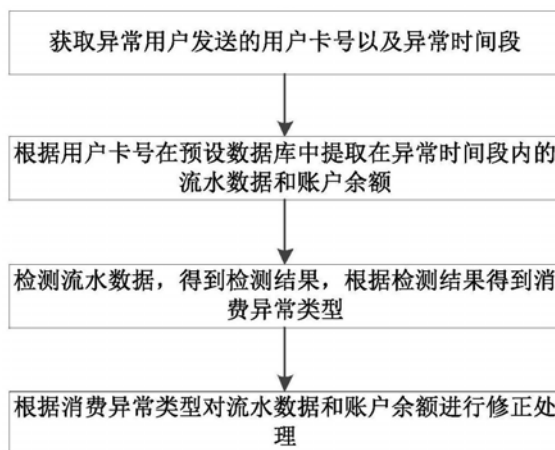 获取异常用户发送的用户卡号以及异常时间段
根据用户卡号在预设数据库中提取在异常时间段内的
流水数据和账户余额
检测流水数据，得到检测结果，根据检测结果得到消
费异常类型
根据消费异常类型对流水数据和账户余额进行修正处
理